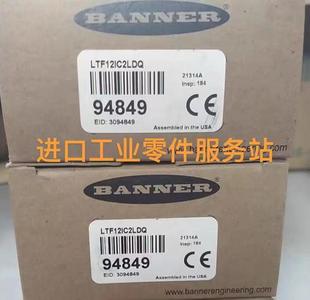 BANNER
LTF12IC2LDQ
21314A
Insp: 184
94849
EID: 3094849
Assembled in the USA
CE
进口工业零件服务站
BANNER
LTF12IC2LDQ
21314A
Insp: 184
94849
EID: 3094849
Assembled in the USA
CE
www.bannerengineering.com